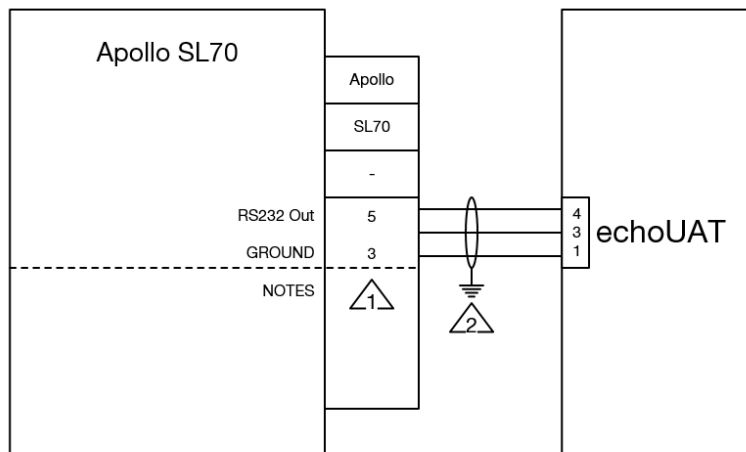 Apollo SL70
Apollo
SL70
-
RS232 Out 5 4
3
GROUND 3 1
echoUAT
NOTES 1
2